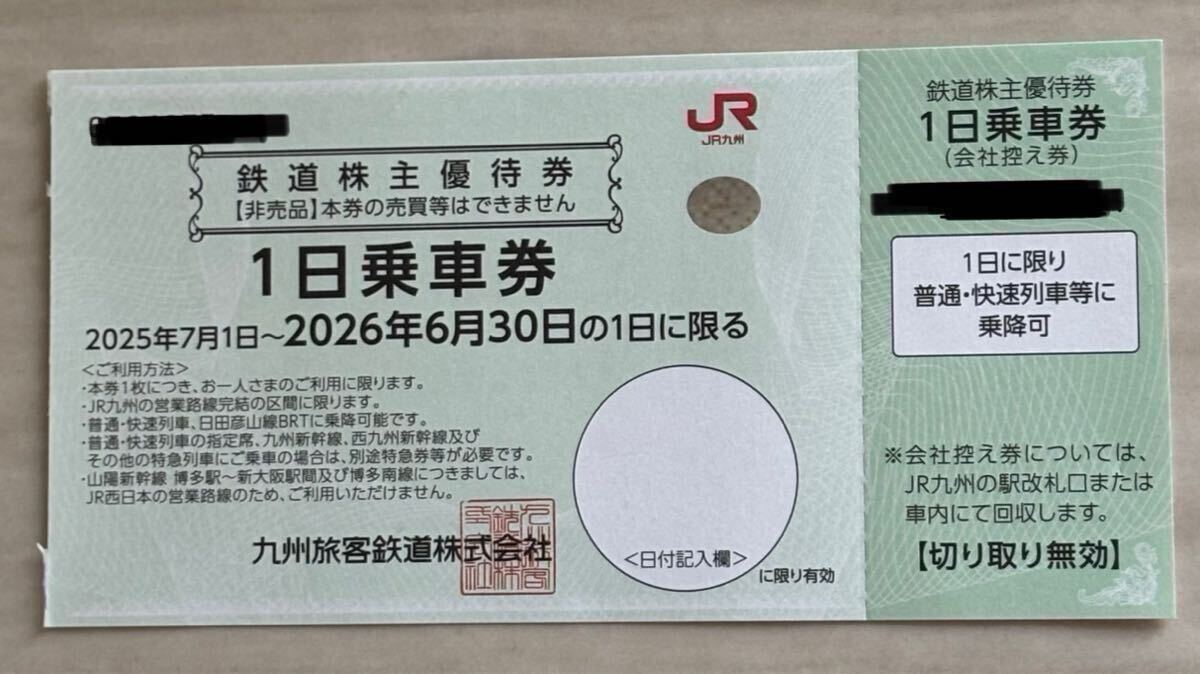 JR
JR九州
鉄道株主優待券
【非売品】本券の売買等はできません
1日乗車券
2025年7月1日～2026年6月30日の1日に限る
＜ご利用方法＞
・本券1枚につき、お一人さまのご利用に限ります。
・JR九州の営業路線完結の区間に限ります。
・普通・快速列車、日田彦山線BRTに乗降可能です。
・普通・快速列車の指定席、九州新幹線、西九州新幹線及び
その他の特急列車にご乗車の場合は、別途特急券等が必要です。
・山陽新幹線 博多駅～新大阪駅間及び博多南線につきましては、
JR西日本の営業路線のため、ご利用いただけません。
九州旅客鉄道株式会社
＜日付記入欄＞
に限り有効
鉄道株主優待券
1日乗車券
（会社控え券）
1日に限り
普通・快速列車等に
乗降可
※会社控え券については、
JR九州の駅改札口または
車内にて回収します。
【切り取り無効】